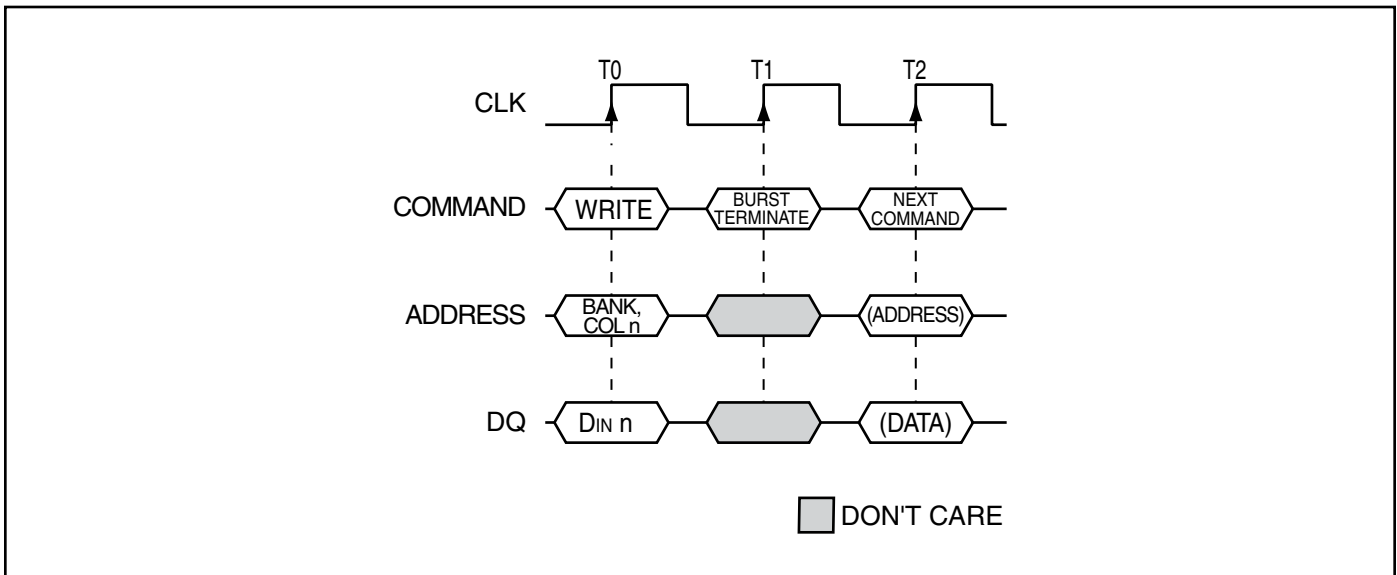 T0 T1 T2
CLK
COMMAND WRITE BURST TERMINATE NEXT COMMAND
ADDRESS BANK, COL n (ADDRESS)
DQ DIN n (DATA)
DON'T CARE